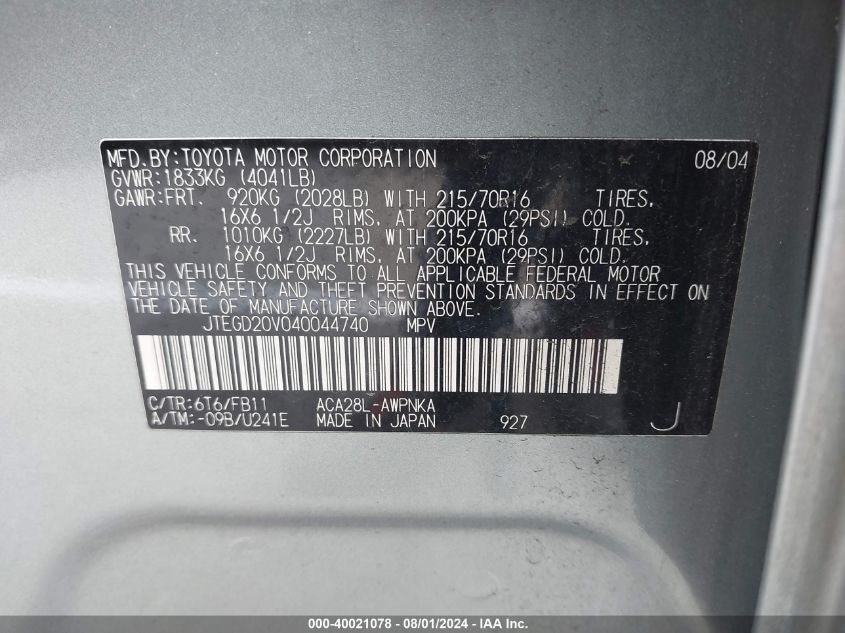 MFD.BY:TOYOTA MOTOR CORPORATION 08/04
GVWR:1833KG (4041LB)
GAWR:FRT. 920KG (2028LB) WITH 215/70R16 TIRES,
16X6 1/2J RIMS, AT 200KPA (29PSI) COLD.
RR. 1010KG (2227LB) WITH 215/70R16 TIRES,
16X6 1/2J RIMS, AT 200KPA (29PSI) COLD.
THIS VEHICLE CONFORMS TO ALL APPLICABLE FEDERAL MOTOR
VEHICLE SAFETY AND THEFT PREVENTION STANDARDS IN EFFECT ON
THE DATE OF MANUFACTURE SHOWN ABOVE.
JTEGD20V040044740 MPV
C/TR:6T6/FB11 ACA28L-AWPNKA
A/TM:-09B/U241E MADE IN JAPAN 927 J
000-40021078 - 08/01/2024 - IAA Inc.